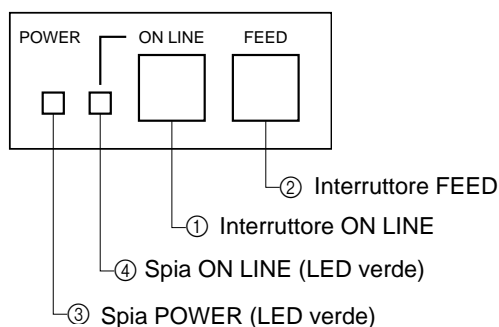 POWER ON LINE FEED
② Interruttore FEED
① Interruttore ON LINE
④ Spia ON LINE (LED verde)
③ Spia POWER (LED verde)